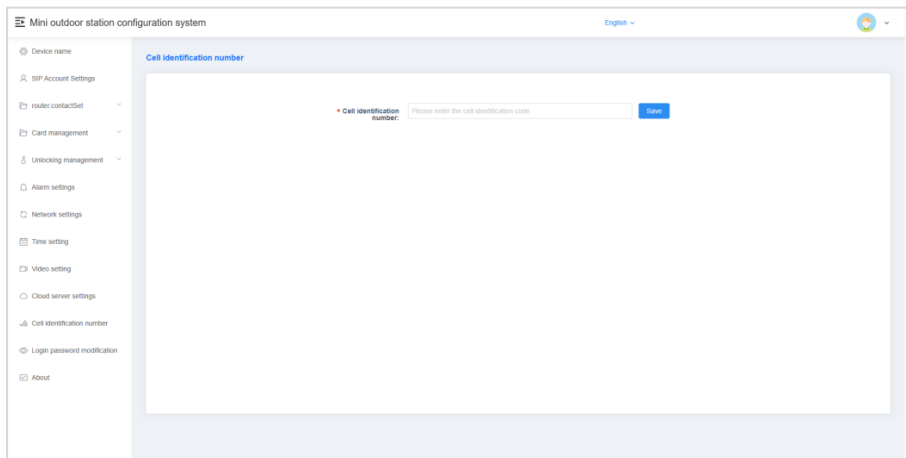 Mini outdoor station configuration system
English
Device name
SIP Account Settings
router.contactSet
Card management
Unlocking management
Alarm settings
Network settings
Time setting
Video setting
Cloud server settings
Cell identification number
Login password modification
About
Cell identification number
* Cell identification
number:
Please enter the cell identification code
Save